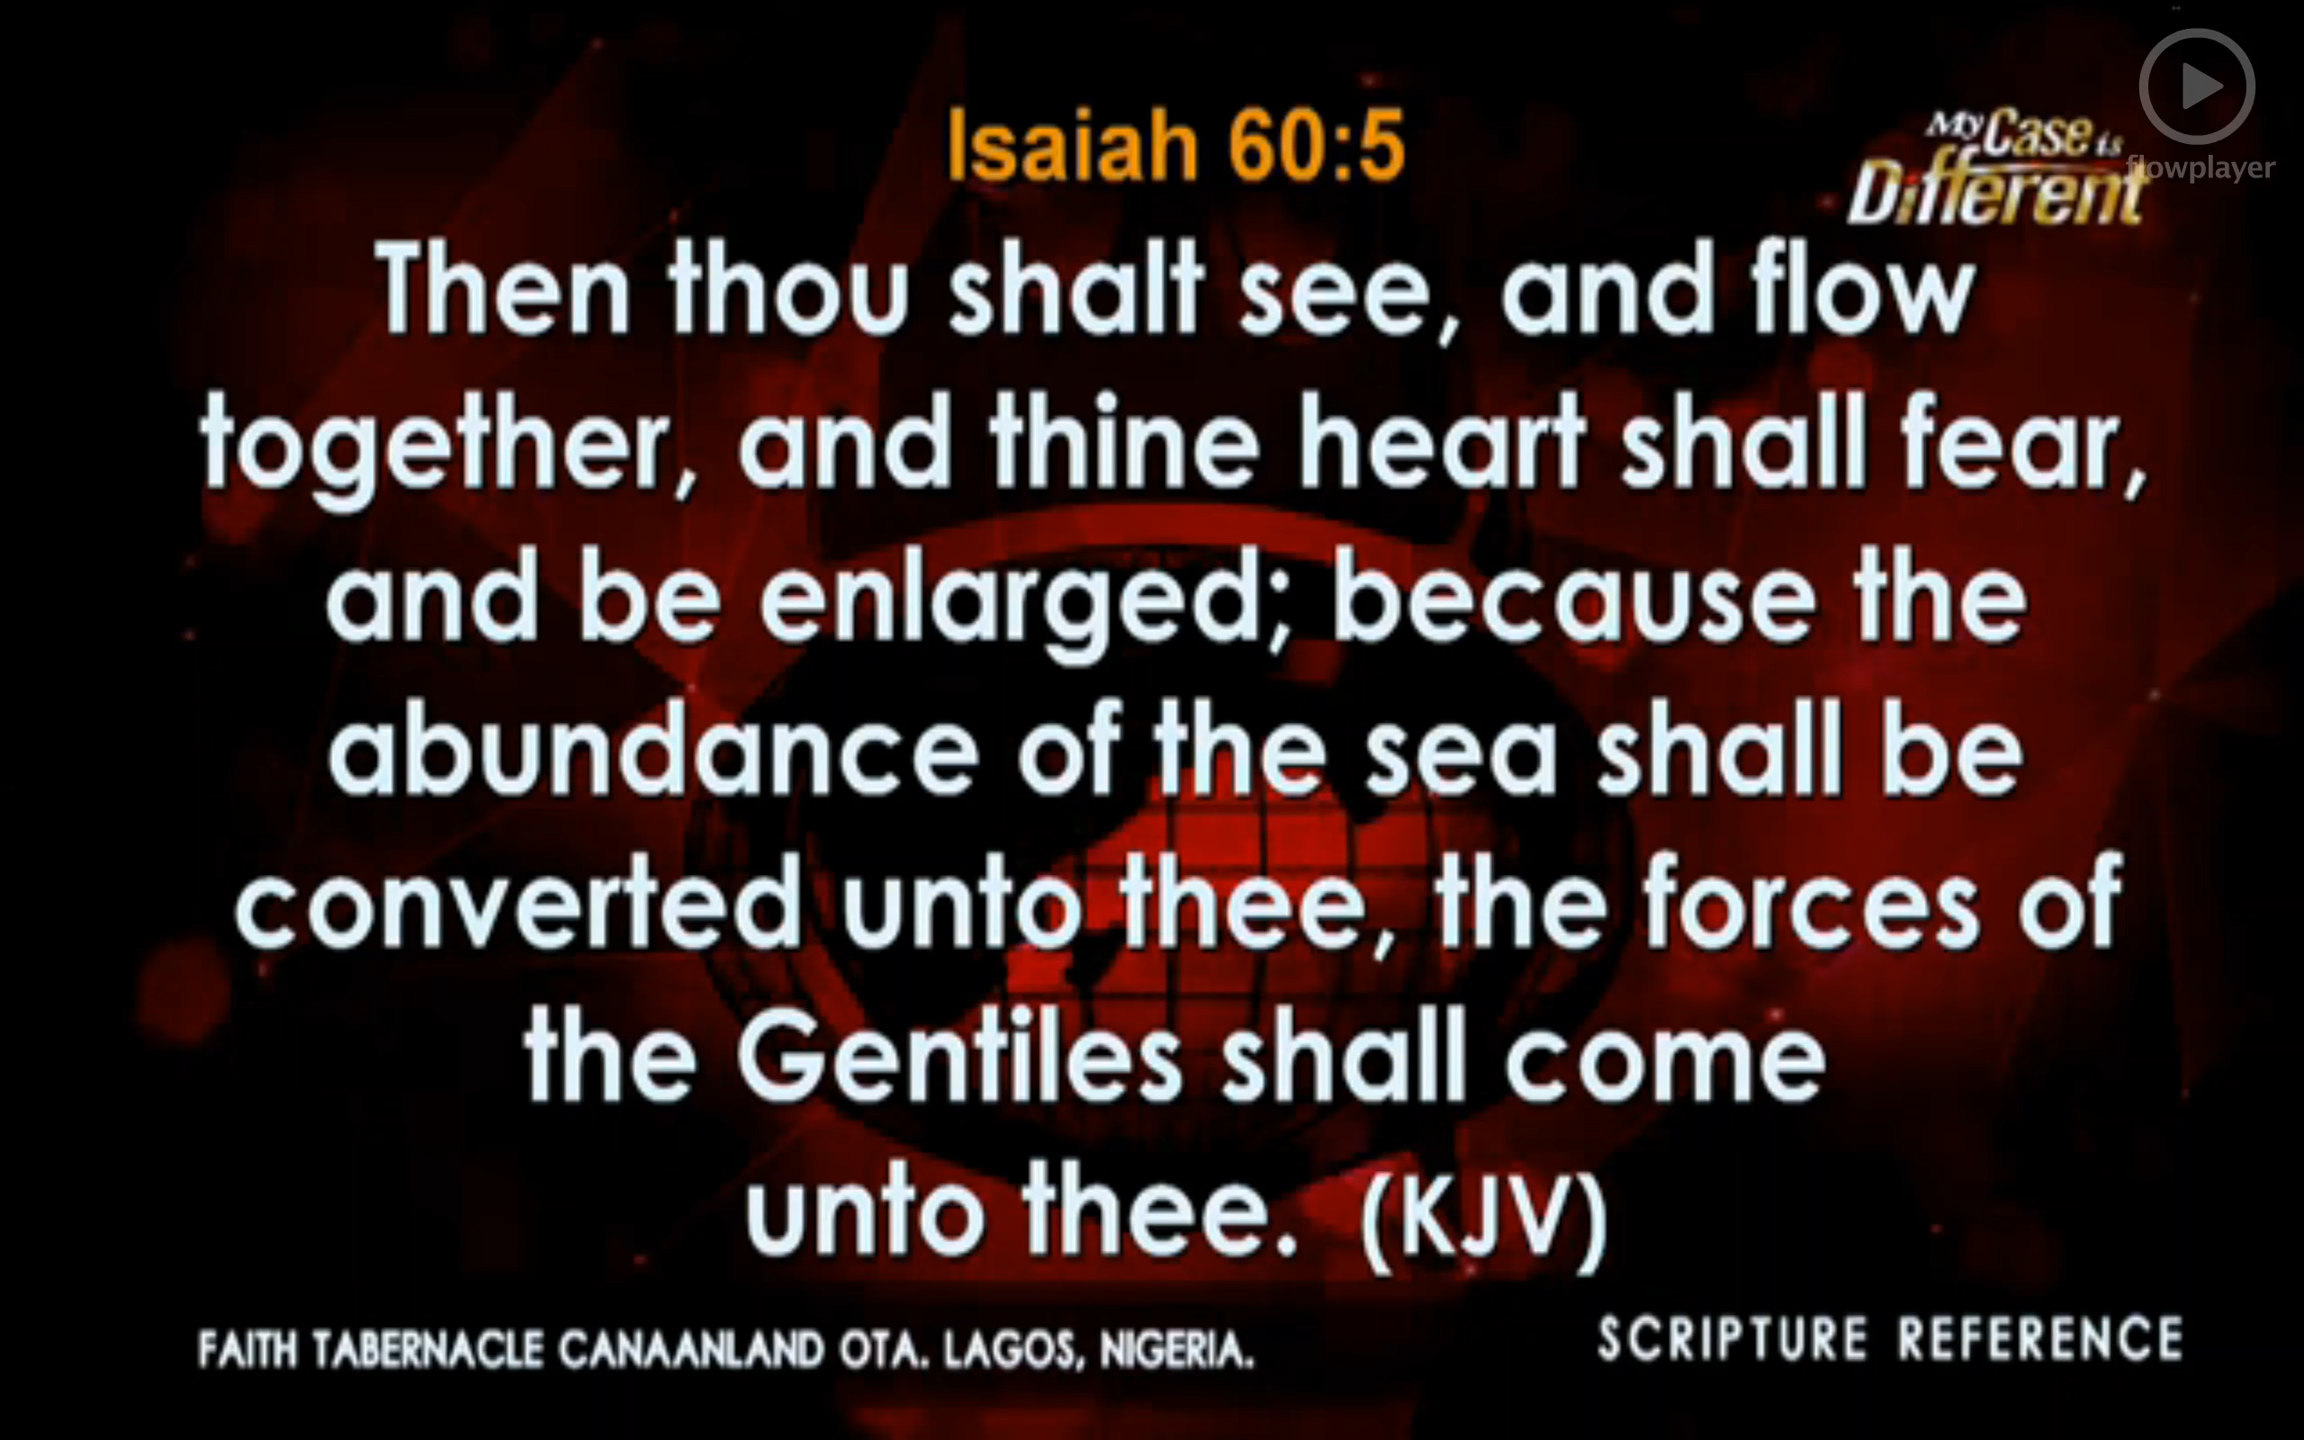 Isaiah 60:5
My Case is
Different
flowplayer
Then thou shalt see, and flow
together, and thine heart shall fear,
and be enlarged; because the
abundance of the sea shall be
converted unto thee, the forces of
the Gentiles shall come
unto thee. (KJV)
FAITH TABERNACLE CANAANLAND OTA. LAGOS, NIGERIA.
SCRIPTURE REFERENCE